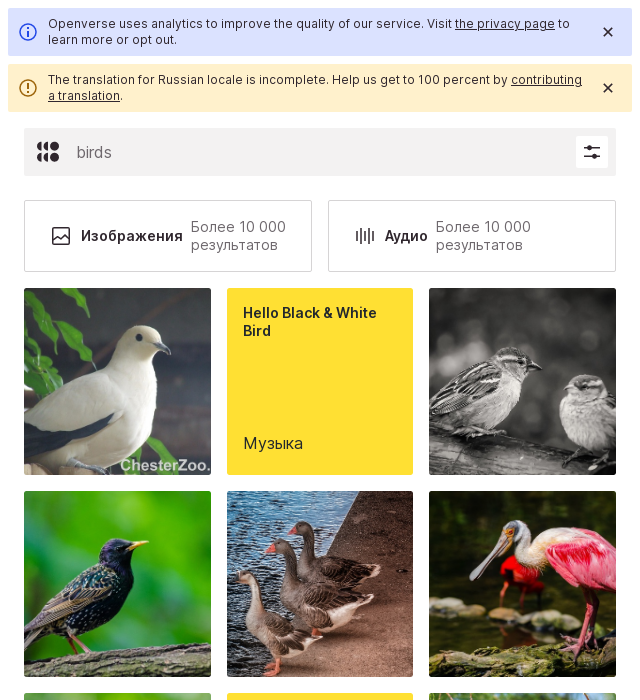 Openverse uses analytics to improve the quality of our service. Visit the privacy page to
learn more or opt out.
The translation for Russian locale is incomplete. Help us get to 100 percent by contributing
a translation.
birds
Изображения
Более 10 000
результатов
Аудио
Более 10 000
результатов
Hello Black & White
Bird
Музыка
ChesterZoo.